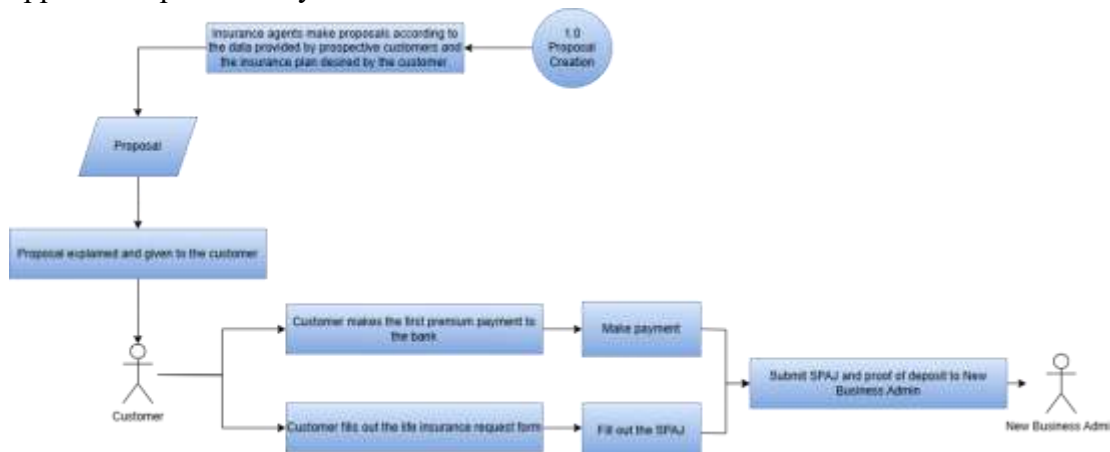 1.0
Proposal
Creation
Insurance agents make proposals according to
the data provided by prospective customers and
the insurance plan desired by the customer
Proposal
Proposal explained and given to the customer
Customer
Customer makes the first premium payment to
the bank
Make payment
Customer fills out the life insurance request form
Fill out the SPAJ
Submit SPAJ and proof of deposit to New
Business Admin
New Business Admi